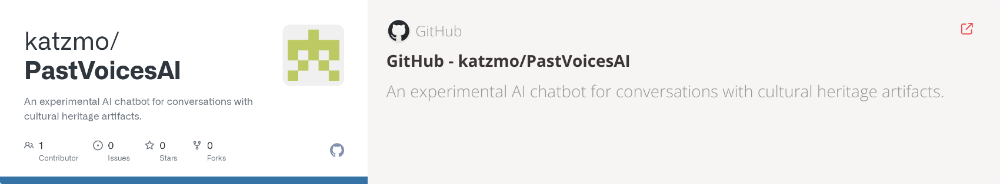 katzmo/
PastVoicesAI
An experimental AI chatbot for conversations with
cultural heritage artifacts.
1
Contributor
0
Issues
0
Stars
0
Forks
GitHub
GitHub - katzmo/PastVoicesAI
An experimental AI chatbot for conversations with cultural heritage artifacts.